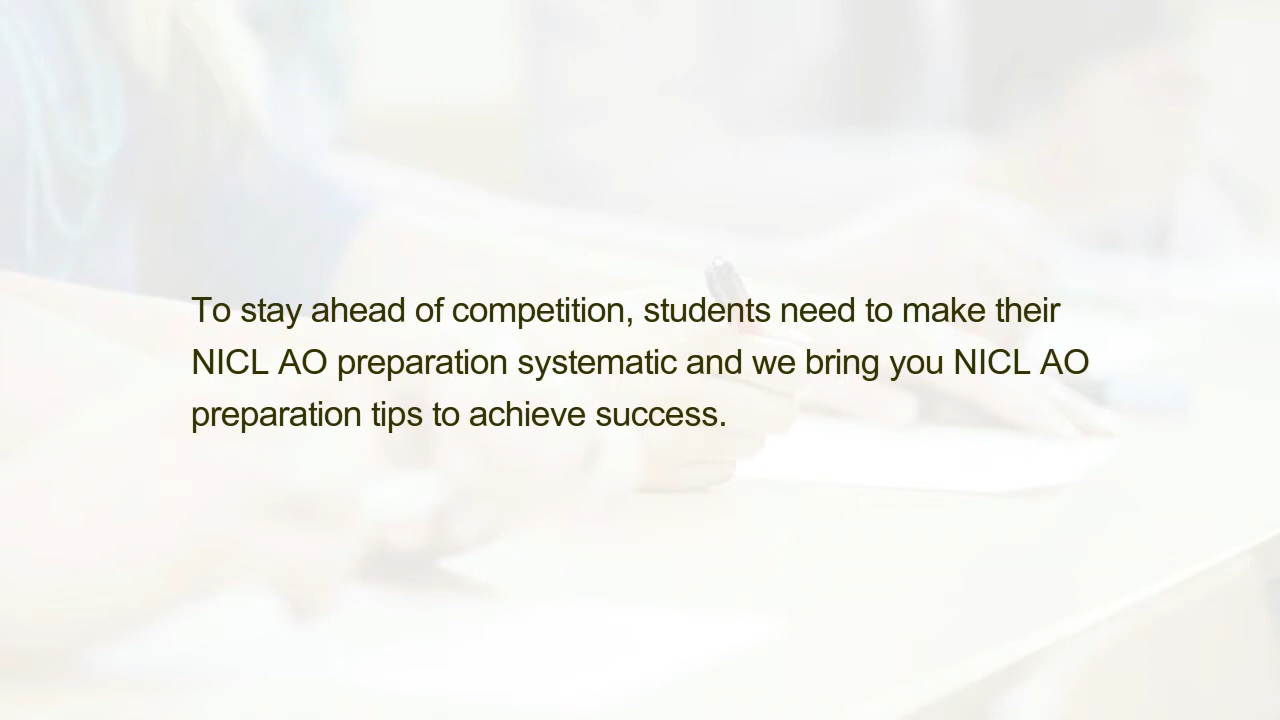 To stay ahead of competition, students need to make their
NICL AO preparation systematic and we bring you NICL AO
preparation tips to achieve success.